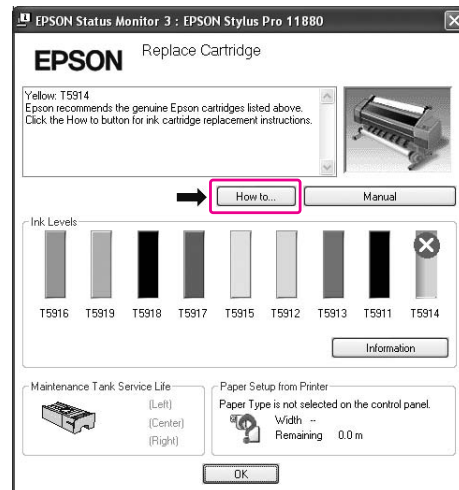 EPSON Status Monitor 3 : EPSON Stylus Pro 11880
EPSON
Replace Cartridge
Yellow: T5914
Epson recommends the genuine Epson cartridges listed above.
Click the How to button for ink cartridge replacement instructions.
How to...
Manual
Ink Levels
T5916 T5919 T5918 T5917 T5915 T5912 T5913 T5911 T5914
Information
Maintenance Tank Service Life
(Left)
(Center)
(Right)
Paper Setup from Printer
Paper Type is not selected on the control panel.
Width --
Remaining 0.0 m
OK